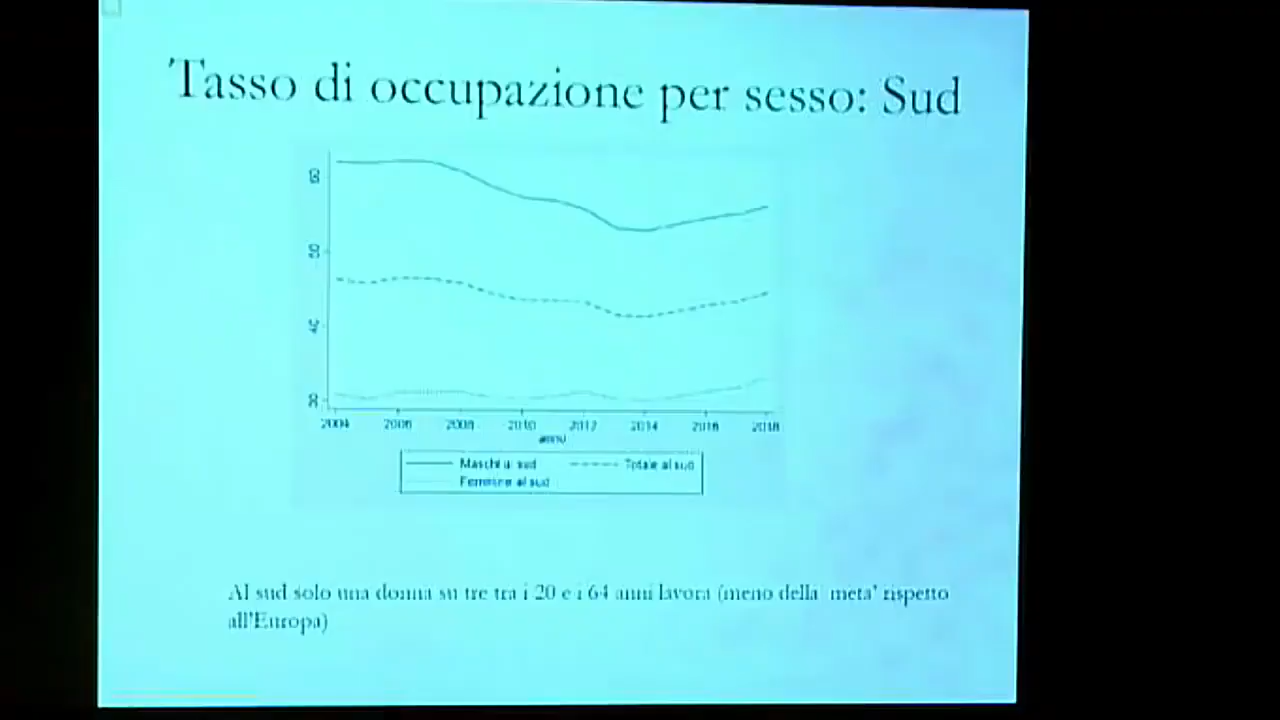 Tasso di occupazione per sesso: Sud
60
50
40
30
2004 2006 2008 2010 2012 2014 2016 2018
anno
Maschi al sud Totale al sud
Femmine al sud
Al sud solo una donna su tre tra i 20 e i 64 anni lavora (meno della meta' rispetto
all'Europa)